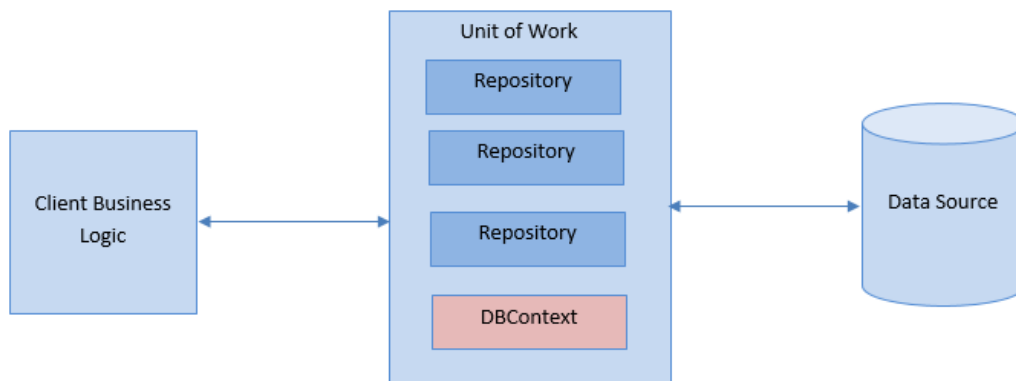 Unit of Work
Repository
Repository
Client Business
Logic
Data Source
Repository
DBContext